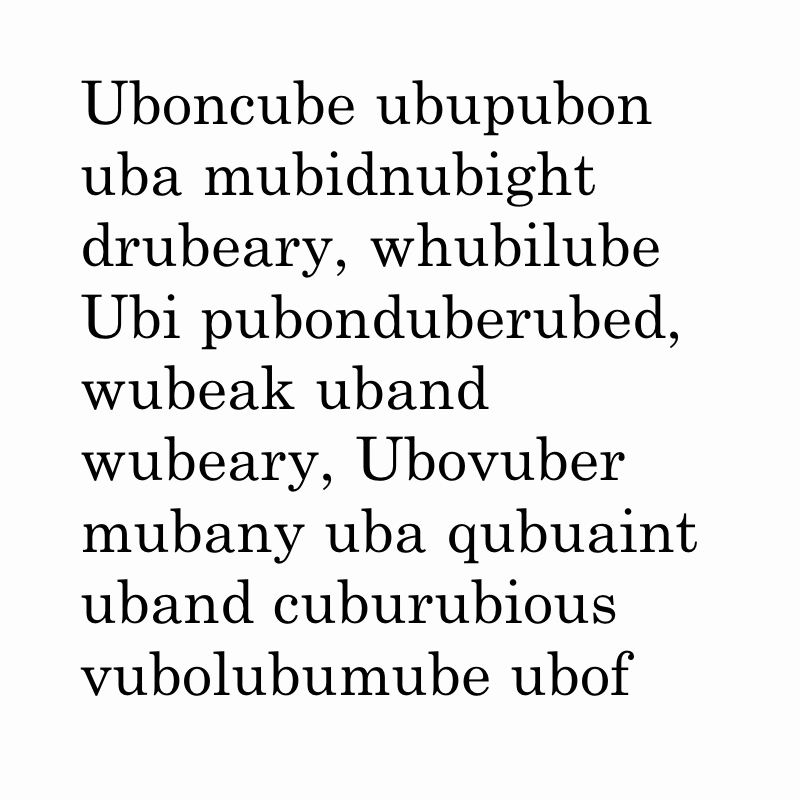 Uboncube ubupubon
uba mubidnubight
drubeary, whubilube
Ubi pubonduberubed,
wubeak uband
wubeary, Ubovuber
mubany uba qubuaint
uband cuburubious
vubolubumube ubof